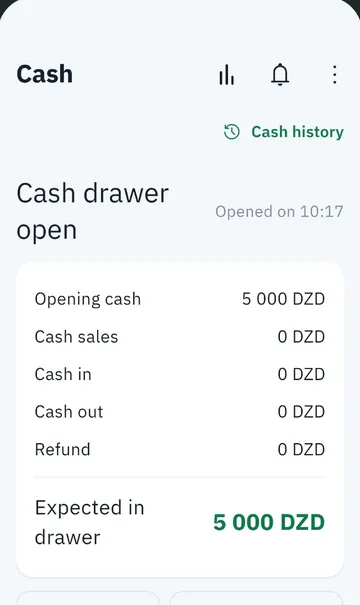 Cash
Cash history
Cash drawer
open
Opened on 10:17
Opening cash 5 000 DZD
Cash sales 0 DZD
Cash in 0 DZD
Cash out 0 DZD
Refund 0 DZD
Expected in
drawer
5 000 DZD